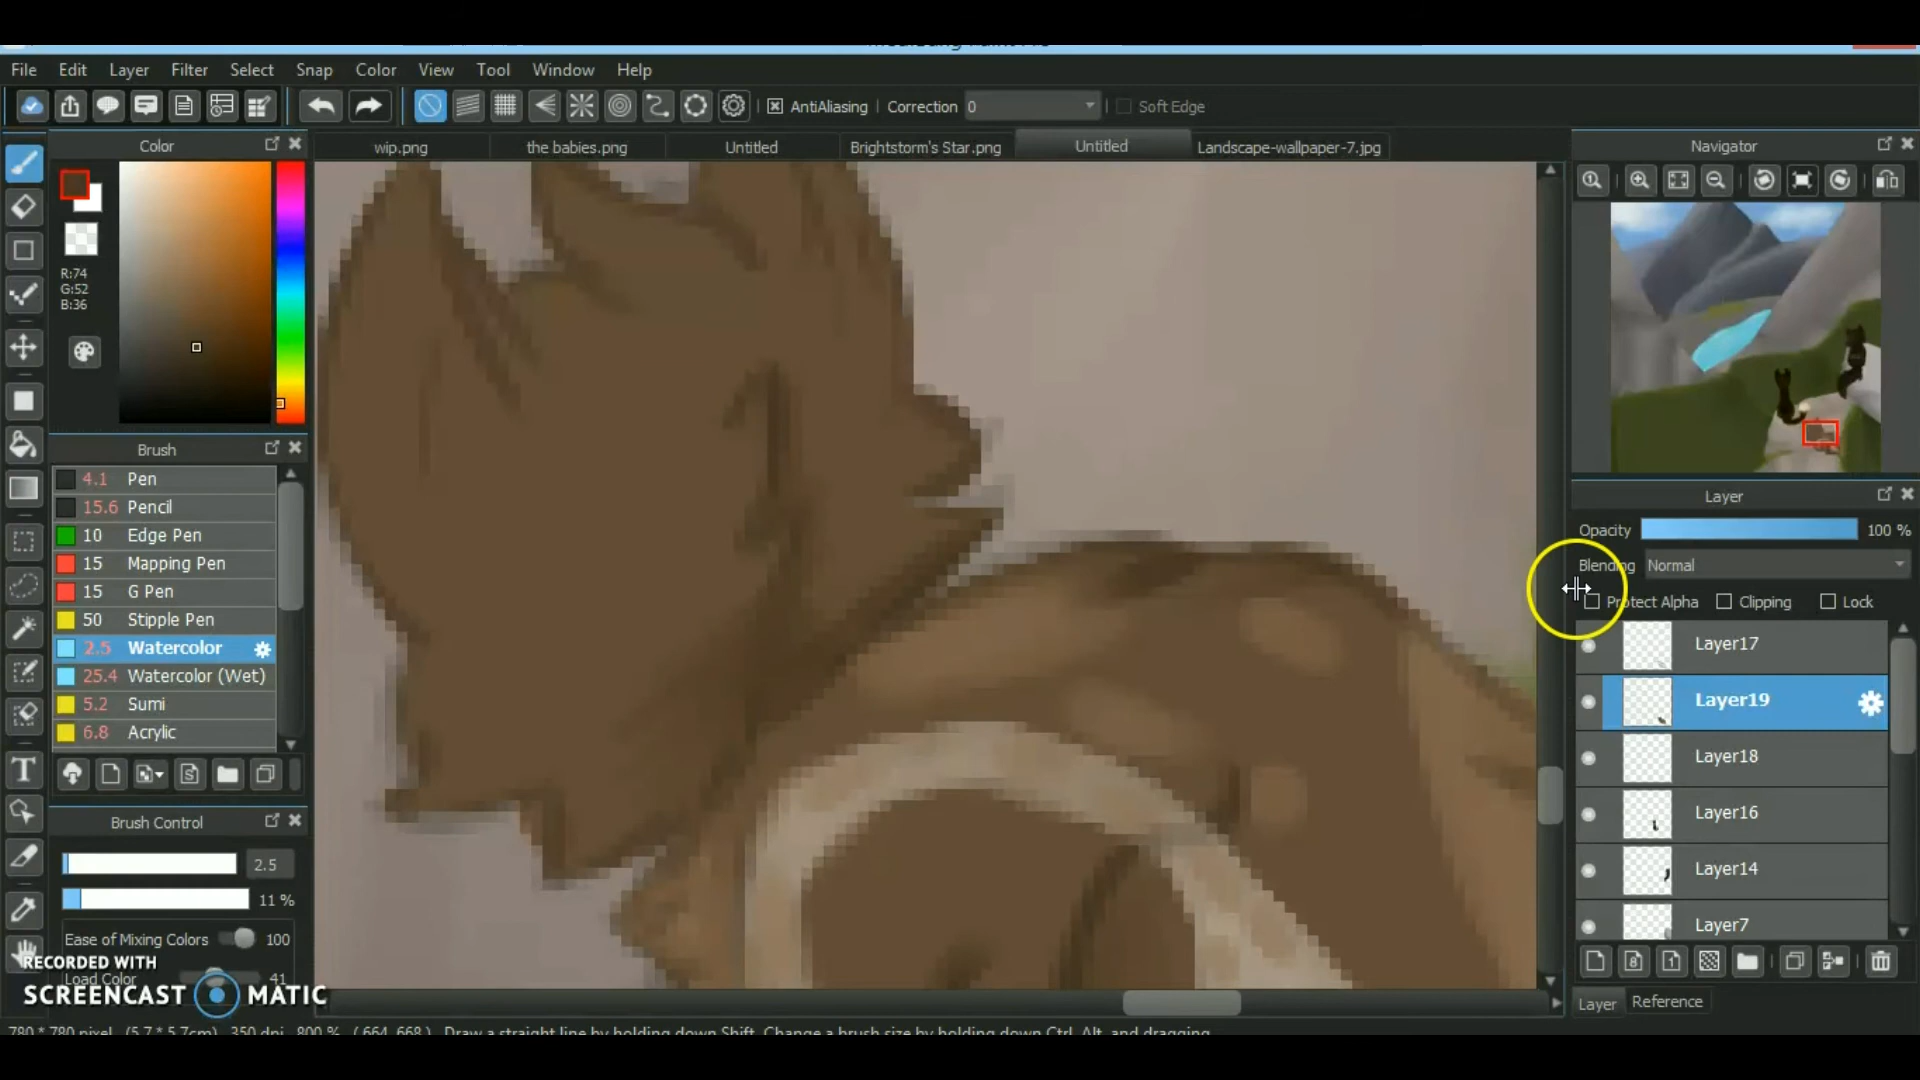 File Edit Layer Filter Select Snap Color View Tool Window Help
AntiAliasing Correction 0 Soft Edge
Color
wip.png the babies.png Untitled Brightstorm's Star.png Untitled Landscape-wallpaper-7.jpg
Navigator
R:74
G:52
B:36
Brush
4.1 Pen
15.6 Pencil
10 Edge Pen
15 Mapping Pen
15 G Pen
50 Stipple Pen
2.5 Watercolor
25.4 Watercolor (Wet)
5.2 Sumi
6.8 Acrylic
Brush Control
2.5
11 %
Ease of Mixing Colors 100
Load Color 41
RECORDED WITH
SCREENCAST MATIC
Layer
Opacity 100 %
Blending Normal
Protect Alpha Clipping Lock
Layer17
Layer19
Layer18
Layer16
Layer14
Layer7
Layer Reference
780 * 780 pixel (5.7 * 5.7cm) 350 dpi 800 % ( 664, 668 ) Draw a straight line by holding down Shift, Change a brush size by holding down Ctrl, Alt, and dragging